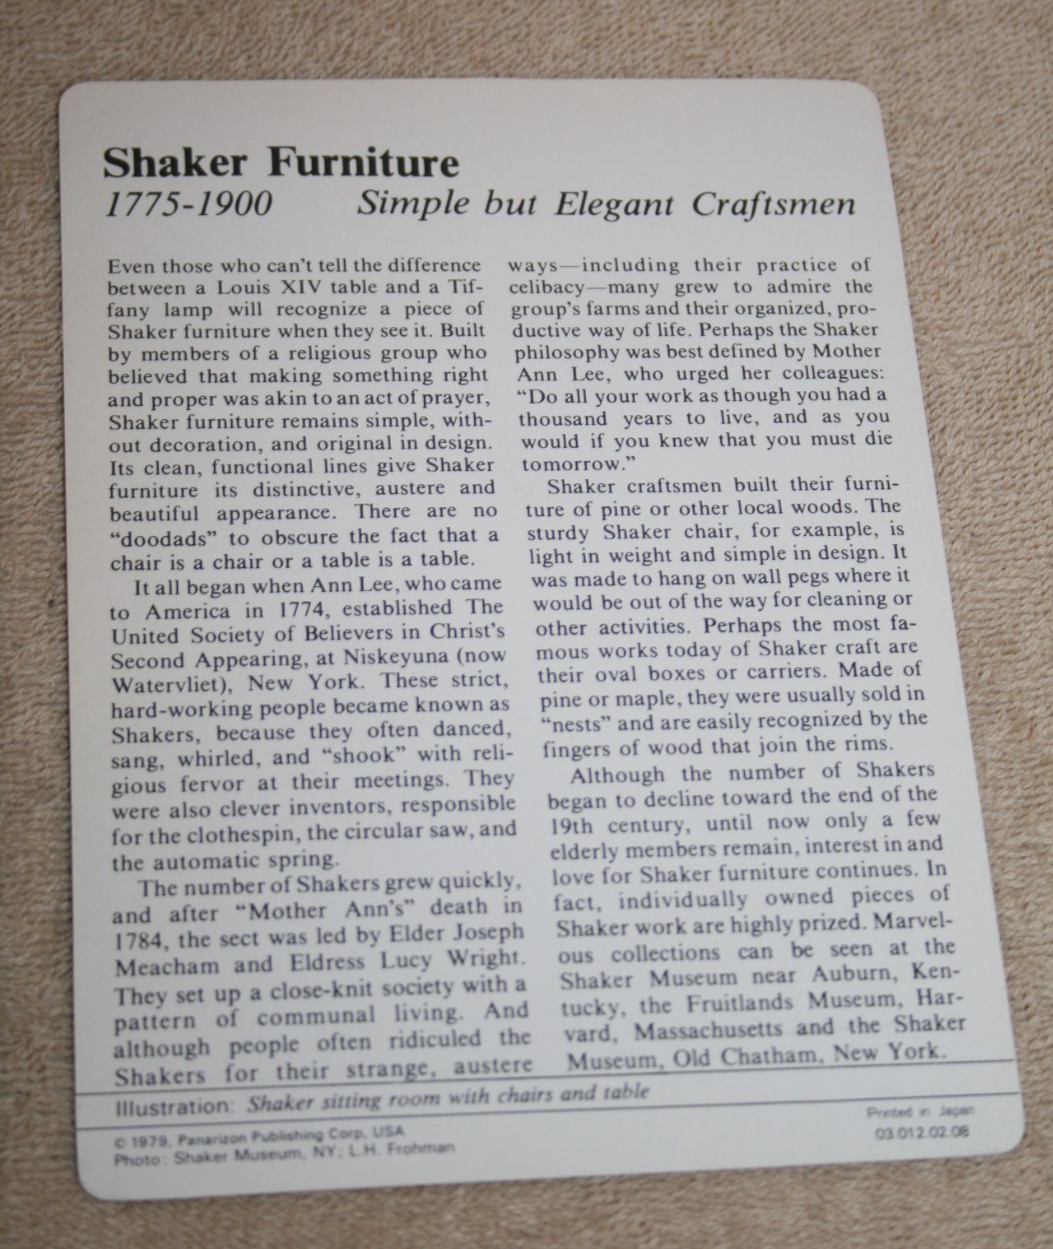 Shaker Furniture
1775-1900 Simple but Elegant Craftsmen
Even those who can't tell the difference
between a Louis XIV table and a Tif-
fany lamp will recognize a piece of
Shaker furniture when they see it. Built
by members of a religious group who
believed that making something right
and proper was akin to an act of prayer,
Shaker furniture remains simple, with-
out decoration, and original in design.
Its clean, functional lines give Shaker
furniture its distinctive, austere and
beautiful appearance. There are no
“doodads” to obscure the fact that a
chair is a chair or a table is a table.
It all began when Ann Lee, who came
to America in 1774, established The
United Society of Believers in Christ's
Second Appearing, at Niskeyuna (now
Watervliet), New York. These strict,
hard-working people became known as
Shakers, because they often danced,
sang, whirled, and “shook” with reli-
gious fervor at their meetings. They
were also clever inventors, responsible
for the clothespin, the circular saw, and
the automatic spring.
The number of Shakers grew quickly,
and after “Mother Ann's” death in
1784, the sect was led by Elder Joseph
Meacham and Eldress Lucy Wright.
They set up a close-knit society with a
pattern of communal living. And
although people often ridiculed the
Shakers for their strange, austere
ways—including their practice of
celibacy—many grew to admire the
group's farms and their organized, pro-
ductive way of life. Perhaps the Shaker
philosophy was best defined by Mother
Ann Lee, who urged her colleagues:
“Do all your work as though you had a
thousand years to live, and as you
would if you knew that you must die
tomorrow.”
Shaker craftsmen built their furni-
ture of pine or other local woods. The
sturdy Shaker chair, for example, is
light in weight and simple in design. It
was made to hang on wall pegs where it
would be out of the way for cleaning or
other activities. Perhaps the most fa-
mous works today of Shaker craft are
their oval boxes or carriers. Made of
pine or maple, they were usually sold in
“nests” and are easily recognized by the
fingers of wood that join the rims.
Although the number of Shakers
began to decline toward the end of the
19th century, until now only a few
elderly members remain, interest in and
love for Shaker furniture continues. In
fact, individually owned pieces of
Shaker work are highly prized. Marvel-
ous collections can be seen at the
Shaker Museum near Auburn, Ken-
tucky, the Fruitlands Museum, Har-
vard, Massachusetts and the Shaker
Museum, Old Chatham, New York.
Illustration: Shaker sitting room with chairs and table
© 1979, Panarizon Publishing Corp, USA
Photo: Shaker Museum, NY; L.H. Frohman
Printed in Japan
03.012.02.08